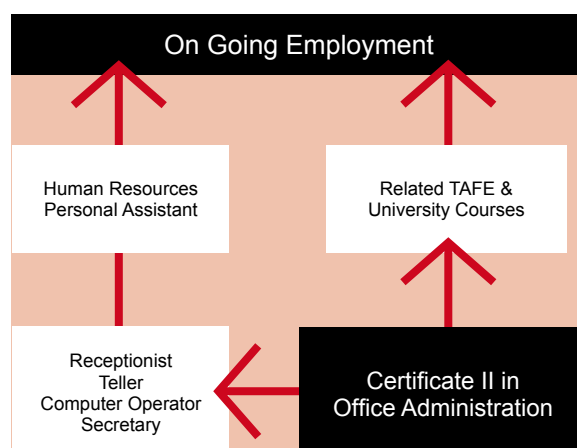 On Going Employment
Human Resources
Personal Assistant
Related TAFE &
University Courses
Receptionist
Teller
Computer Operator
Secretary
Certificate II in
Office Administration